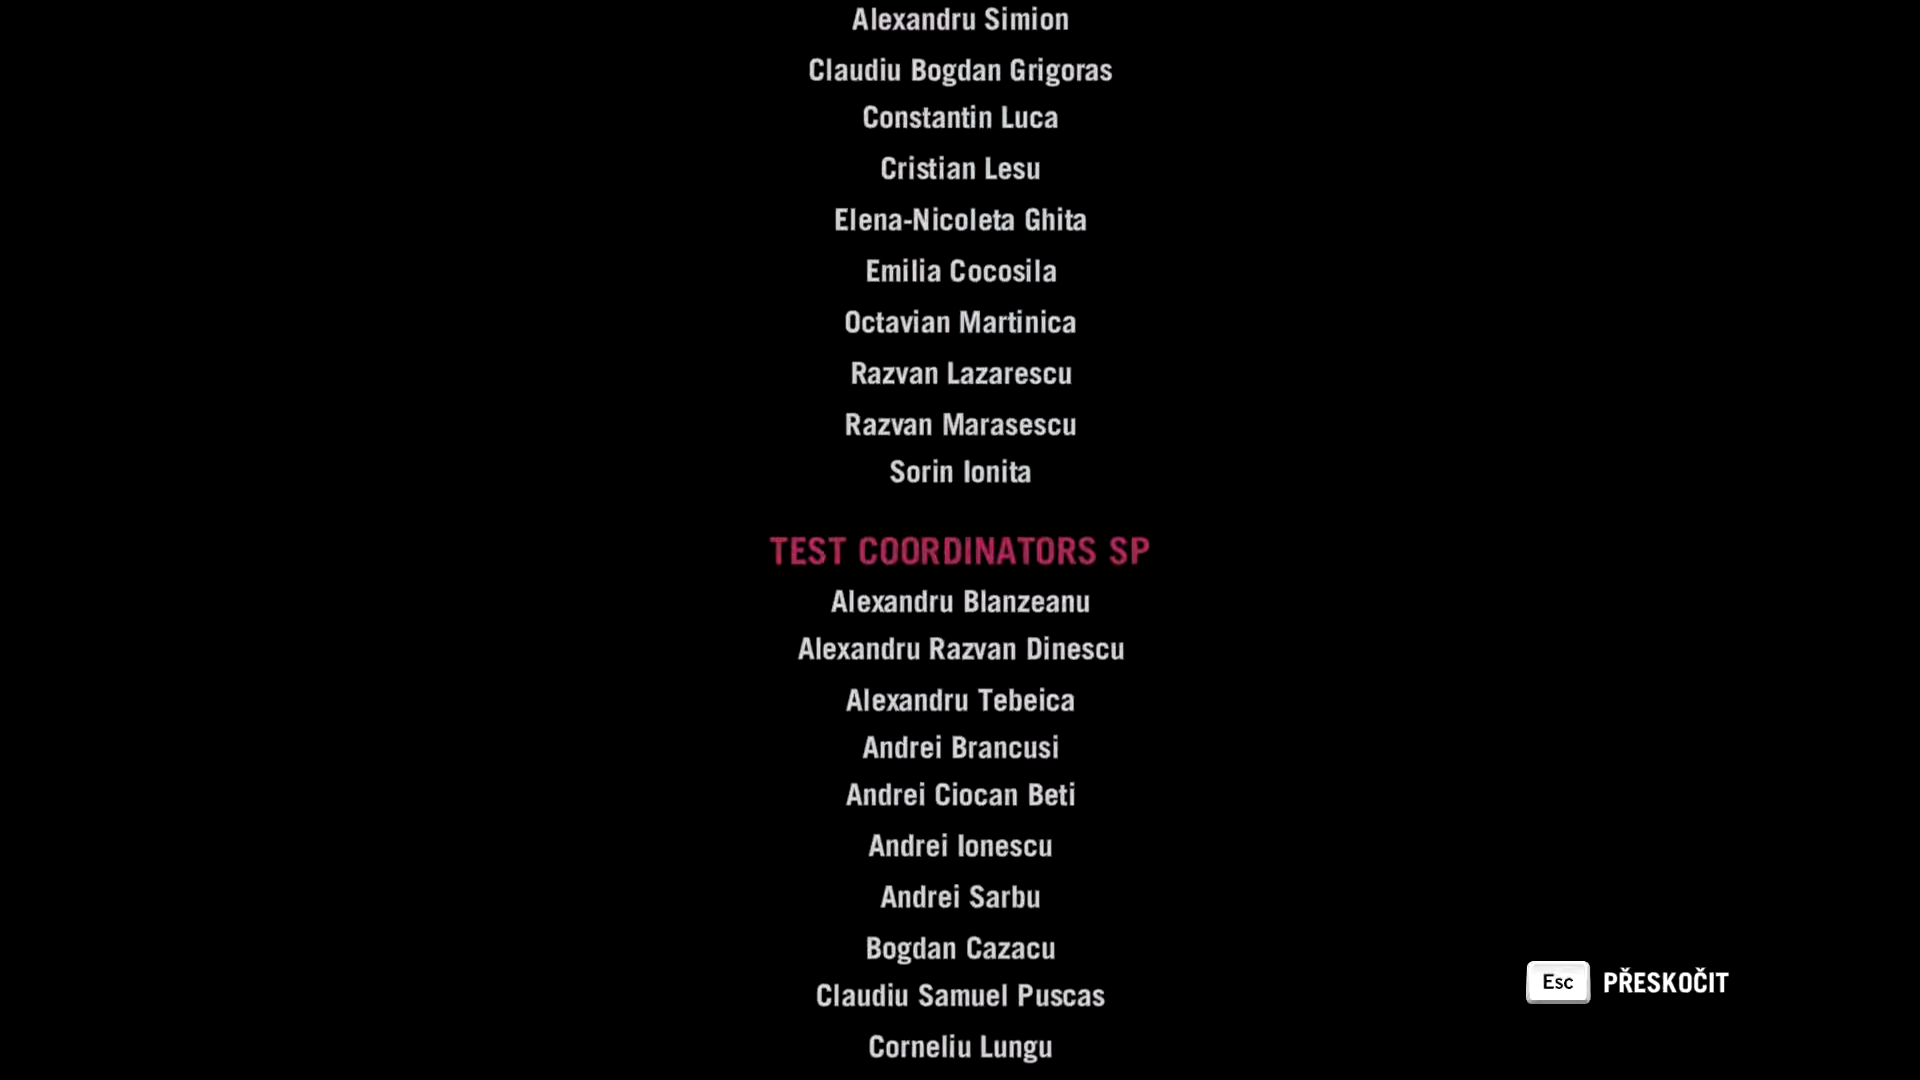 Alexandru Simion
Claudiu Bogdan Grigoras
Constantin Luca
Cristian Lesu
Elena-Nicoleta Ghita
Emilia Cocosila
Octavian Martinica
Razvan Lazarescu
Razvan Marasescu
Sorin Ionita
TEST COORDINATORS SP
Alexandru Blanzeanu
Alexandru Razvan Dinescu
Alexandru Tebeica
Andrei Brancusi
Andrei Ciocan Beti
Andrei Ionescu
Andrei Sarbu
Bogdan Cazacu
Claudiu Samuel Puscas
Corneliu Lungu
Esc PŘESKOČIT